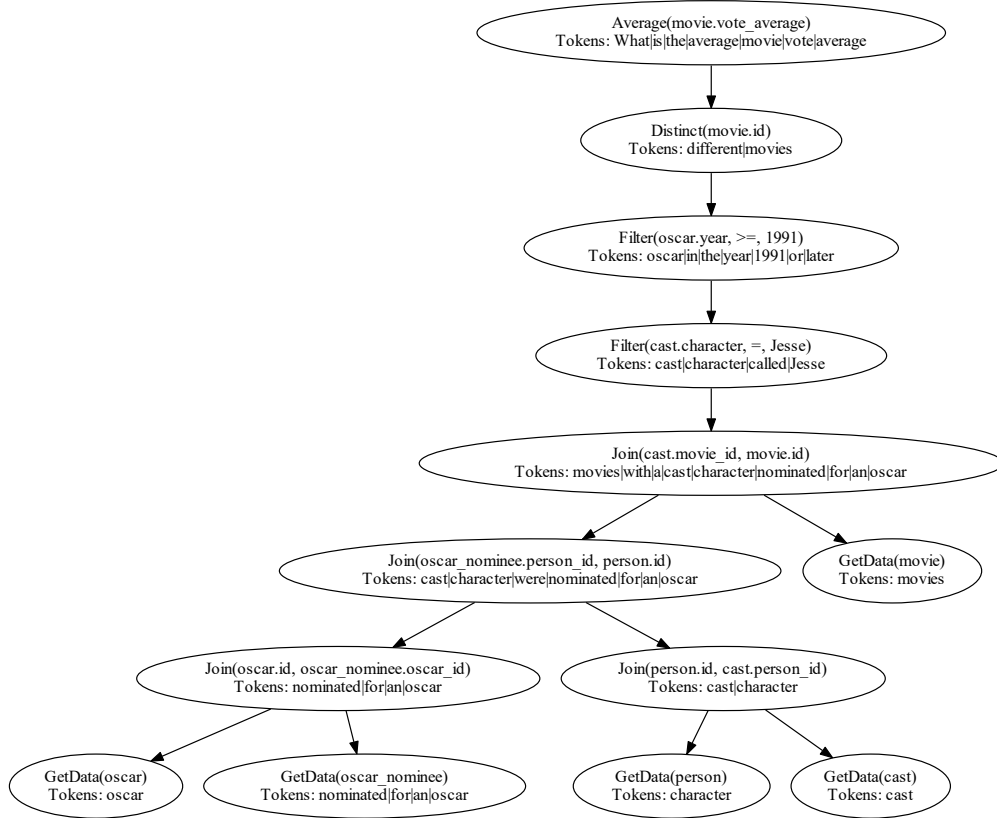 Average(movie.vote_average)
Tokens: What|is|the|average|movie|vote|average
Distinct(movie.id)
Tokens: different|movies
Filter(oscar.year, >=, 1991)
Tokens: oscar|in|the|year|1991|or|later
Filter(cast.character, =, Jesse)
Tokens: cast|character|called|Jesse
Join(cast.movie_id, movie.id)
Tokens: movies|with|a|cast|character|nominated|for|an|oscar
Join(oscar_nominee.person_id, person.id)
Tokens: cast|character|were|nominated|for|an|oscar
GetData(movie)
Tokens: movies
Join(oscar.id, oscar_nominee.oscar_id)
Tokens: nominated|for|an|oscar
Join(person.id, cast.person_id)
Tokens: cast|character
GetData(oscar)
Tokens: oscar
GetData(oscar_nominee)
Tokens: nominated|for|an|oscar
GetData(person)
Tokens: character
GetData(cast)
Tokens: cast